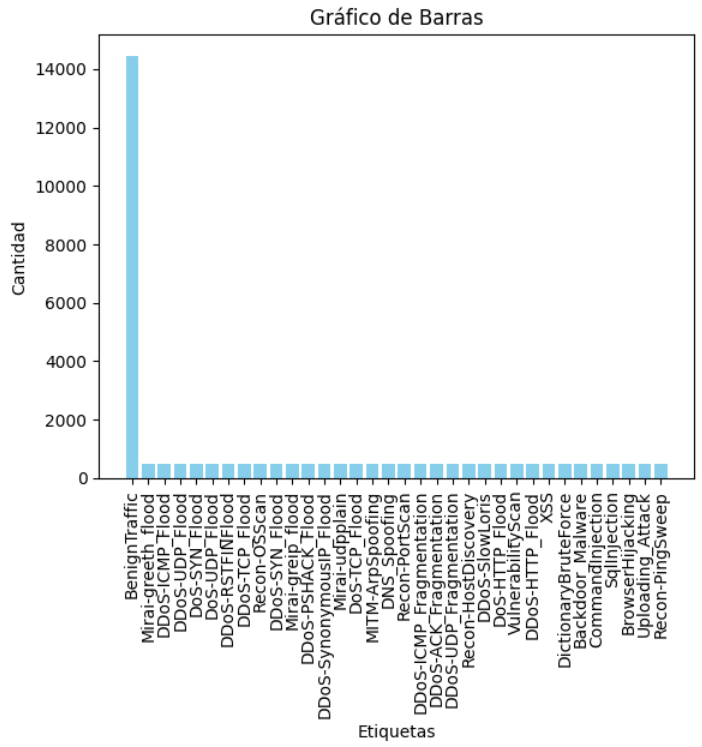 Gráfico de Barras
Cantidad
14000
12000
10000
8000
6000
4000
2000
0
BenignTraffic
Mirai-greeth_flood
DDoS-ICMP_Flood
DDoS-UDP_Flood
DoS-SYN_Flood
DoS-UDP_Flood
DDoS-RSTFINFlood
DDoS-TCP_Flood
Recon-OSScan
DDoS-SYN_Flood
Mirai-greip_flood
DDoS-PSHACK_Flood
DDoS-SynonymousIP_Flood
Mirai-udpplain
DoS-TCP_Flood
MITM-ArpSpoofing
DNS_Spoofing
Recon-PortScan
DDoS-ICMP_Fragmentation
DDoS-ACK_Fragmentation
DDoS-UDP_Fragmentation
Recon-HostDiscovery
DDoS-SlowLoris
DoS-HTTP_Flood
VulnerabilityScan
DDoS-HTTP_Flood
XSS
DictionaryBruteForce
Backdoor_Malware
CommandInjection
SqlInjection
BrowserHijacking
Uploading_Attack
Recon-PingSweep
Etiquetas